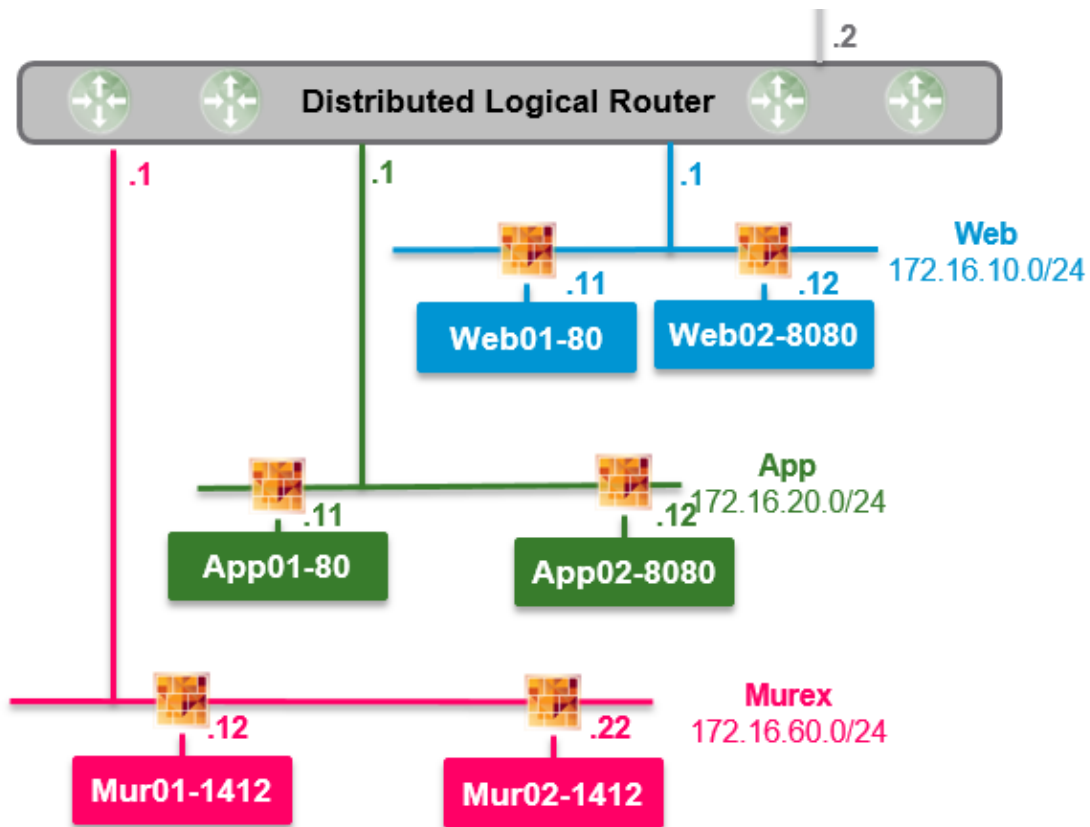 .2
Distributed Logical Router
.1
.1
.1
Web
172.16.10.0/24
.11
.12
Web01-80
Web02-8080
App
172.16.20.0/24
.11
.12
App01-80
App02-8080
Murex
172.16.60.0/24
.12
.22
Mur01-1412
Mur02-1412